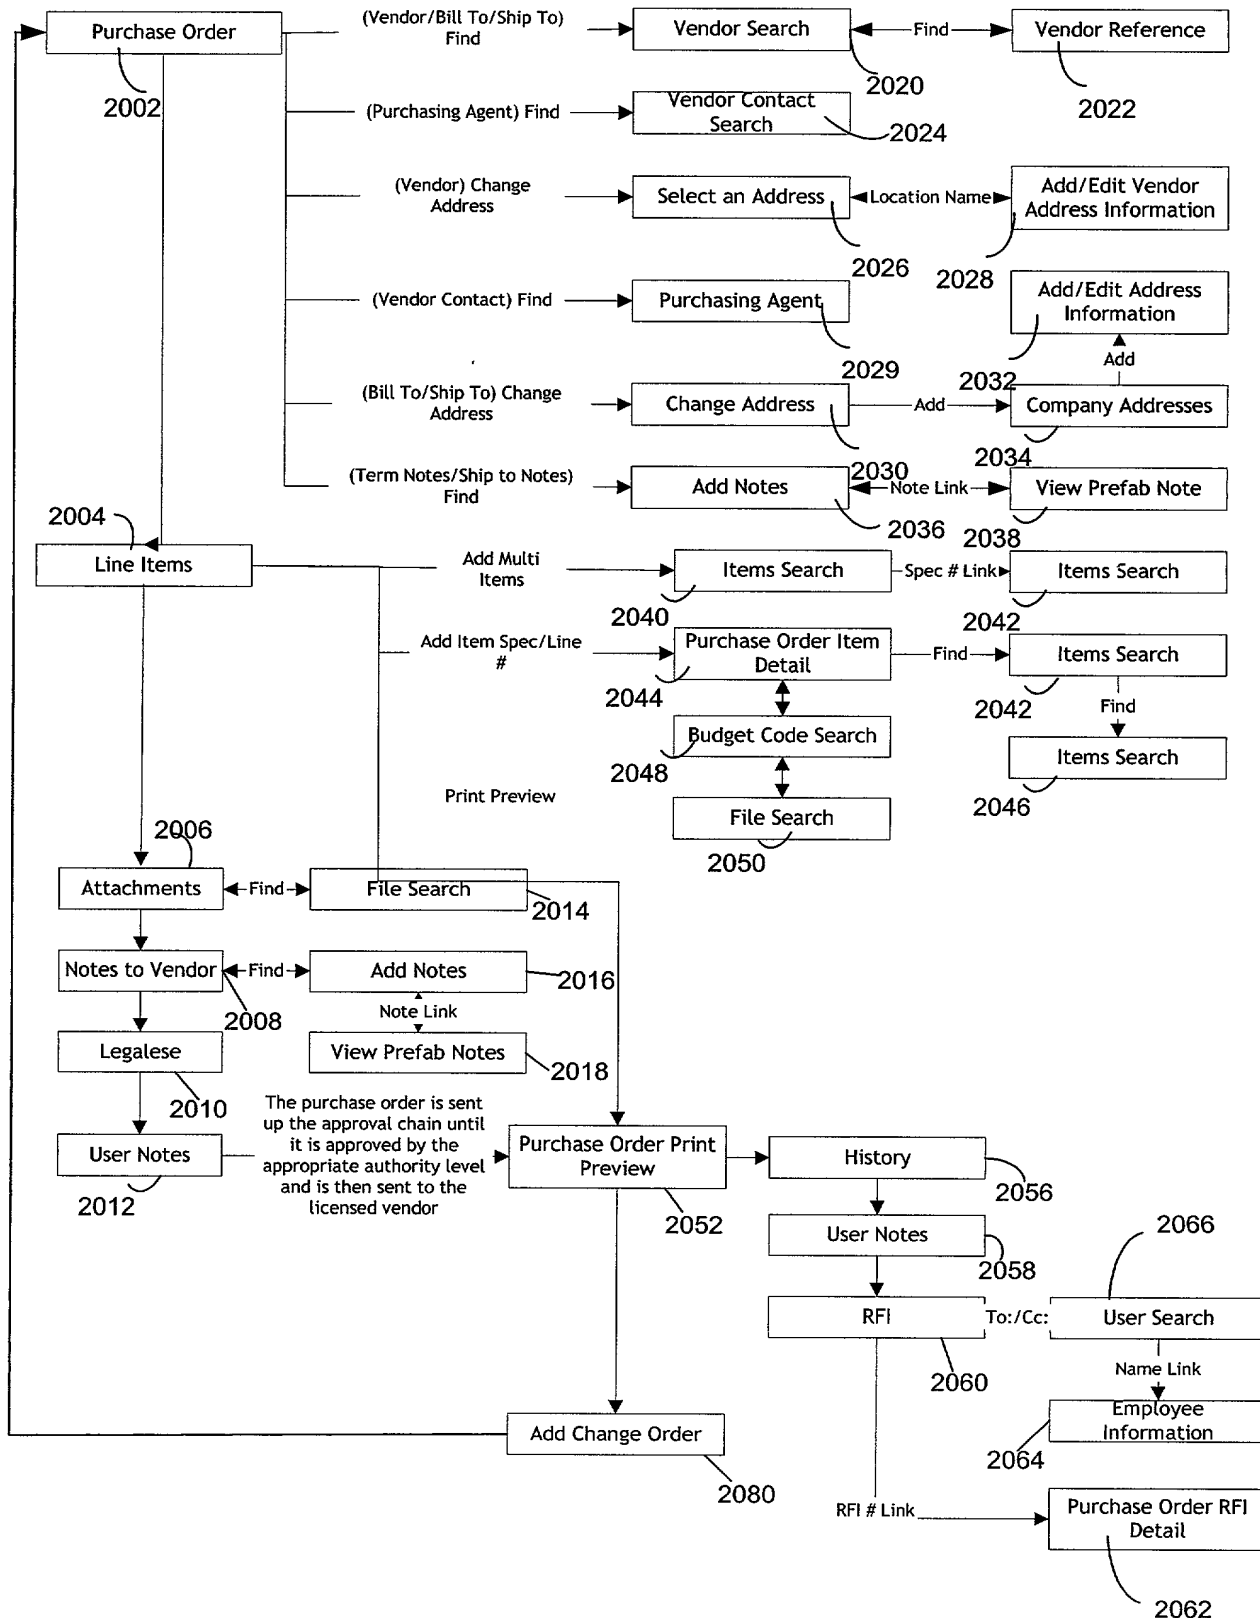 Purchase Order
2002
(Vendor/Bill To/Ship To)
Find
Vendor Search
2020
Find
Vendor Reference
2022
(Purchasing Agent) Find
Vendor Contact
Search
2024
(Vendor) Change
Address
Select an Address
2026
Location Name
Add/Edit Vendor
Address Information
2028
(Vendor Contact) Find
Purchasing Agent
2029
Add/Edit Address
Information
2032
Add
(Bill To/Ship To) Change
Address
Change Address
2030
Add
Company Addresses
2034
(Term Notes/Ship to Notes)
Find
Add Notes
2036
Note Link
View Prefab Note
2038
2004
Line Items
Add Multi
Items
Items Search
2040
Spec # Link
Items Search
2042
Add Item Spec/Line
#
Purchase Order Item
Detail
2044
Find
Items Search
2042
Find
Budget Code Search
2048
Items Search
2046
Print Preview
File Search
2050
2006
Attachments
Find
File Search
2014
Notes to Vendor
2008
Find
Add Notes
2016
Note Link
Legalese
2010
View Prefab Notes
2018
User Notes
2012
The purchase order is sent
up the approval chain until
it is approved by the
appropriate authority level
and is then sent to the
licensed vendor
Purchase Order Print
Preview
2052
History
2056
User Notes
2058
RFI
2060
To:/Cc:
2066
User Search
Name Link
Employee
Information
2064
Add Change Order
2080
RFI # Link
Purchase Order RFI
Detail
2062